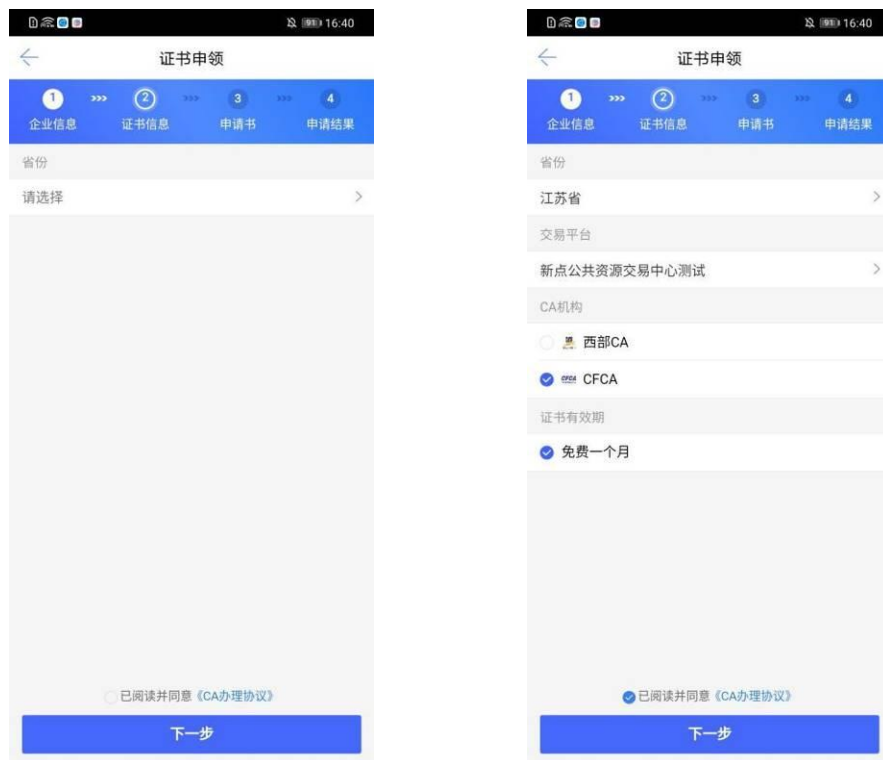 16:40
证书申领
1
2
3
4
企业信息
证书信息
申请书
申请结果
省份
请选择
已阅读并同意《CA办理协议》
下一步
16:40
证书申领
1
2
3
4
企业信息
证书信息
申请书
申请结果
省份
江苏省
交易平台
新点公共资源交易中心测试
CA机构
西部CA
CFCA CFCA
证书有效期
免费一个月
已阅读并同意《CA办理协议》
下一步